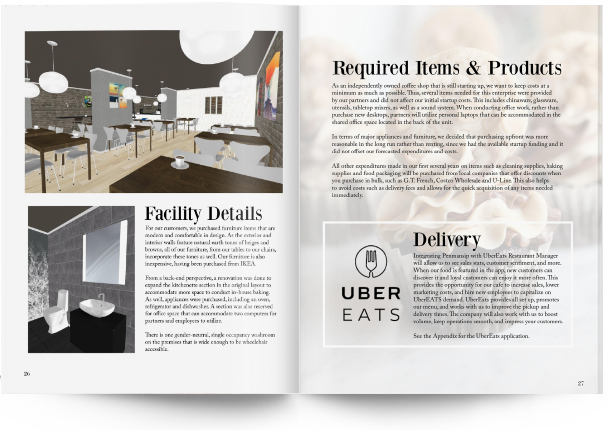 Facility Details
For our customers, we purchased furniture items that are
modern and comfortable in design. As the exterior and
interior walls feature natural earth tones of beiges and
browns, all of our furniture, from our tables to our chairs,
incorporate these tones as well. Our furniture is also
inexpensive, having been purchased from IKEA.
From a back-end perspective, a renovation was done to
expand the kitchenette section in the original layout to
accommodate more space to conduct in-house baking.
As well, appliances were purchased, including an oven,
refrigerator and dishwasher. A section was also reserved
for office space that can accommodate two computers for
partners and employees to utilize.
There is one gender-neutral, single occupancy washroom
on the premises that is wide enough to be wheelchair
accessible.
26
Required Items & Products
As an independently owned coffee shop that is still starting up, we want to keep costs at a
minimum as much as possible. Thus, several items needed for this enterprise were provided
by our partners and did not affect our initial startup costs. This includes chinaware, glassware,
utensils, tabletop mixers, as well as a sound system. When conducting office work, rather than
purchase new desktops, partners will utilize personal laptops that can be accommodated in the
shared office space located in the back of the unit.
In terms of major appliances and furniture, we decided that purchasing upfront was more
reasonable in the long run rather than renting, since we had the available startup funding and it
did not offset our forecasted expenditures and costs.
All other expenditures made in our first several years on items such as cleaning supplies, baking
supplies and food packaging will be purchased from local companies that offer discounts when
you purchase in bulk, such as G.T. French, Costco Wholesale and U-Line. This also helps
to avoid costs such as delivery fees and allows for the quick acquisition of any items needed
immediately.
UBER
EATS
Delivery
Integrating with UberEats Restaurant Manager
will allow us to see sales stats, customer sentiment, and more.
When our food is featured in the app, new customers can
discover it and loyal customers can enjoy it more often. This
provides the opportunity for our cafe to increase sales, lower
marketing costs, and hire new employees to capitalize on
UberEATS demand. UberEats provides all set up, promotes
our menu, and works with us to improve the pickup and
delivery times. The company will also work with us to boost
volume, keep operations smooth, and impress your customers.
See the Appendix for the UberEats application.
27